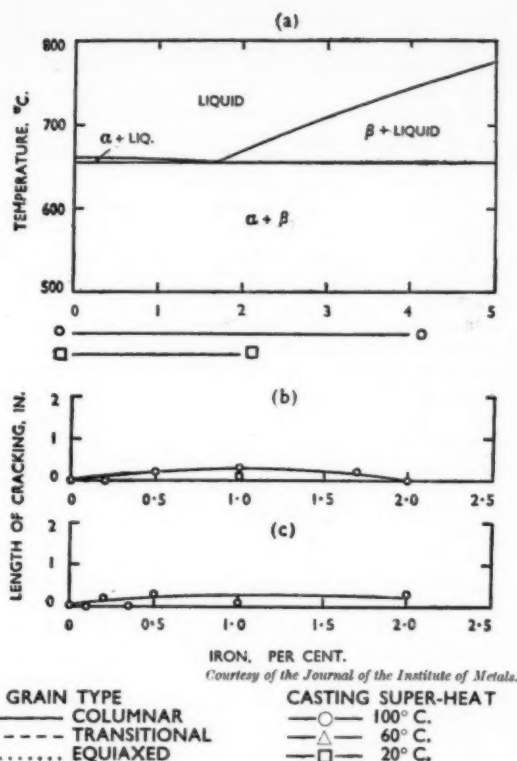 (a)
800
700
600
500
TEMPERATURE, °C.
LIQUID
α + LIQ.
β + LIQUID
α + β
0 1 2 3 4 5
(b)
2
1
0
0 0·5 1·0 1·5 2·0 2·5
LENGTH OF CRACKING, IN.
(c)
2
1
0
0 0·5 1·0 1·5 2·0 2·5
IRON, PER CENT.
Courtesy of the Journal of the Institute of Metals.
GRAIN TYPE
COLUMNAR
TRANSITIONAL
EQUIAXED
CASTING SUPER-HEAT
100° C.
60° C.
20° C.